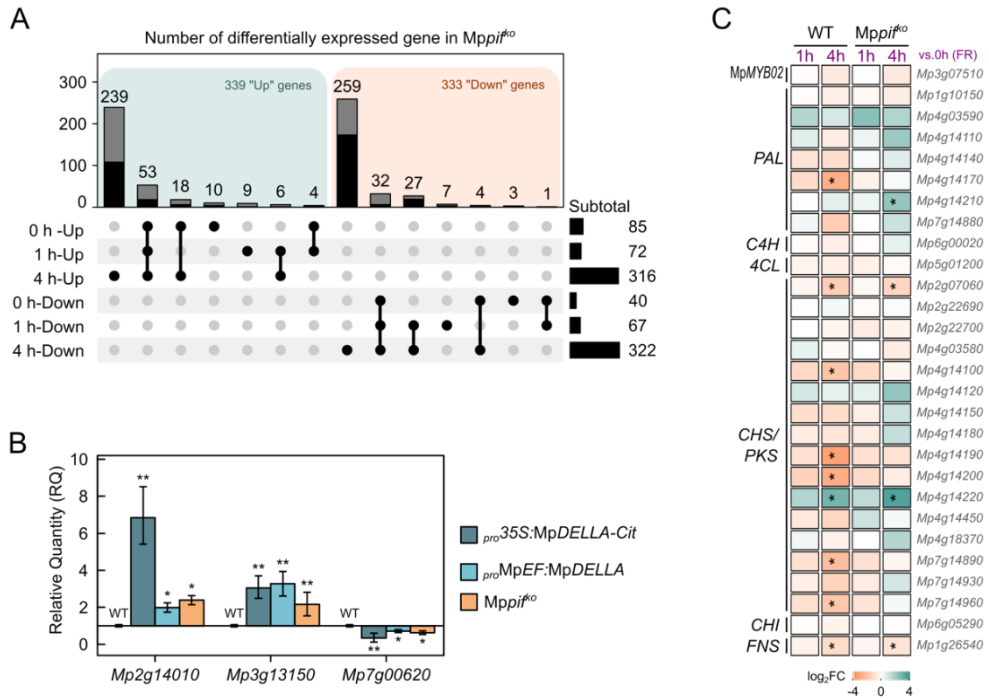 A
Number of differentially expressed gene in Mppifko
339 "Up" genes
333 "Down" genes
300
200
100
0
239
53
18
10
9
6
4
259
32
27
7
4
3
1
Subtotal
0 h -Up
85
1 h-Up
72
4 h-Up
316
0 h-Down
40
1 h-Down
67
4 h-Down
322
B
Relative Quantity (RQ)
10
8
6
4
2
0
WT
**
*
*
WT
**
**
**
WT
**
*
*
Mp2g14010
Mp3g13150
Mp7g00620
pro35S:MpDELLA-Cit
proMpEF:MpDELLA
Mppifko
C
WT
Mppifko
1h
4h
1h
4h
vs.0h (FR)
MpMYB02
Mp3g07510
PAL
Mp1g10150
Mp4g03590
Mp4g14110
Mp4g14140
* Mp4g14170
* Mp4g14210
Mp7g14880
C4H
Mp6g00020
4CL
Mp5g01200
CHS/
PKS
* * Mp2g07060
Mp2g22690
Mp2g22700
Mp4g03580
* Mp4g14100
Mp4g14120
Mp4g14150
Mp4g14180
* Mp4g14190
* Mp4g14200
* * Mp4g14220
Mp4g14450
Mp4g18370
* Mp7g14890
Mp7g14930
* Mp7g14960
CHI
Mp6g05290
FNS
* * Mp1g26540
log2FC
-4
4